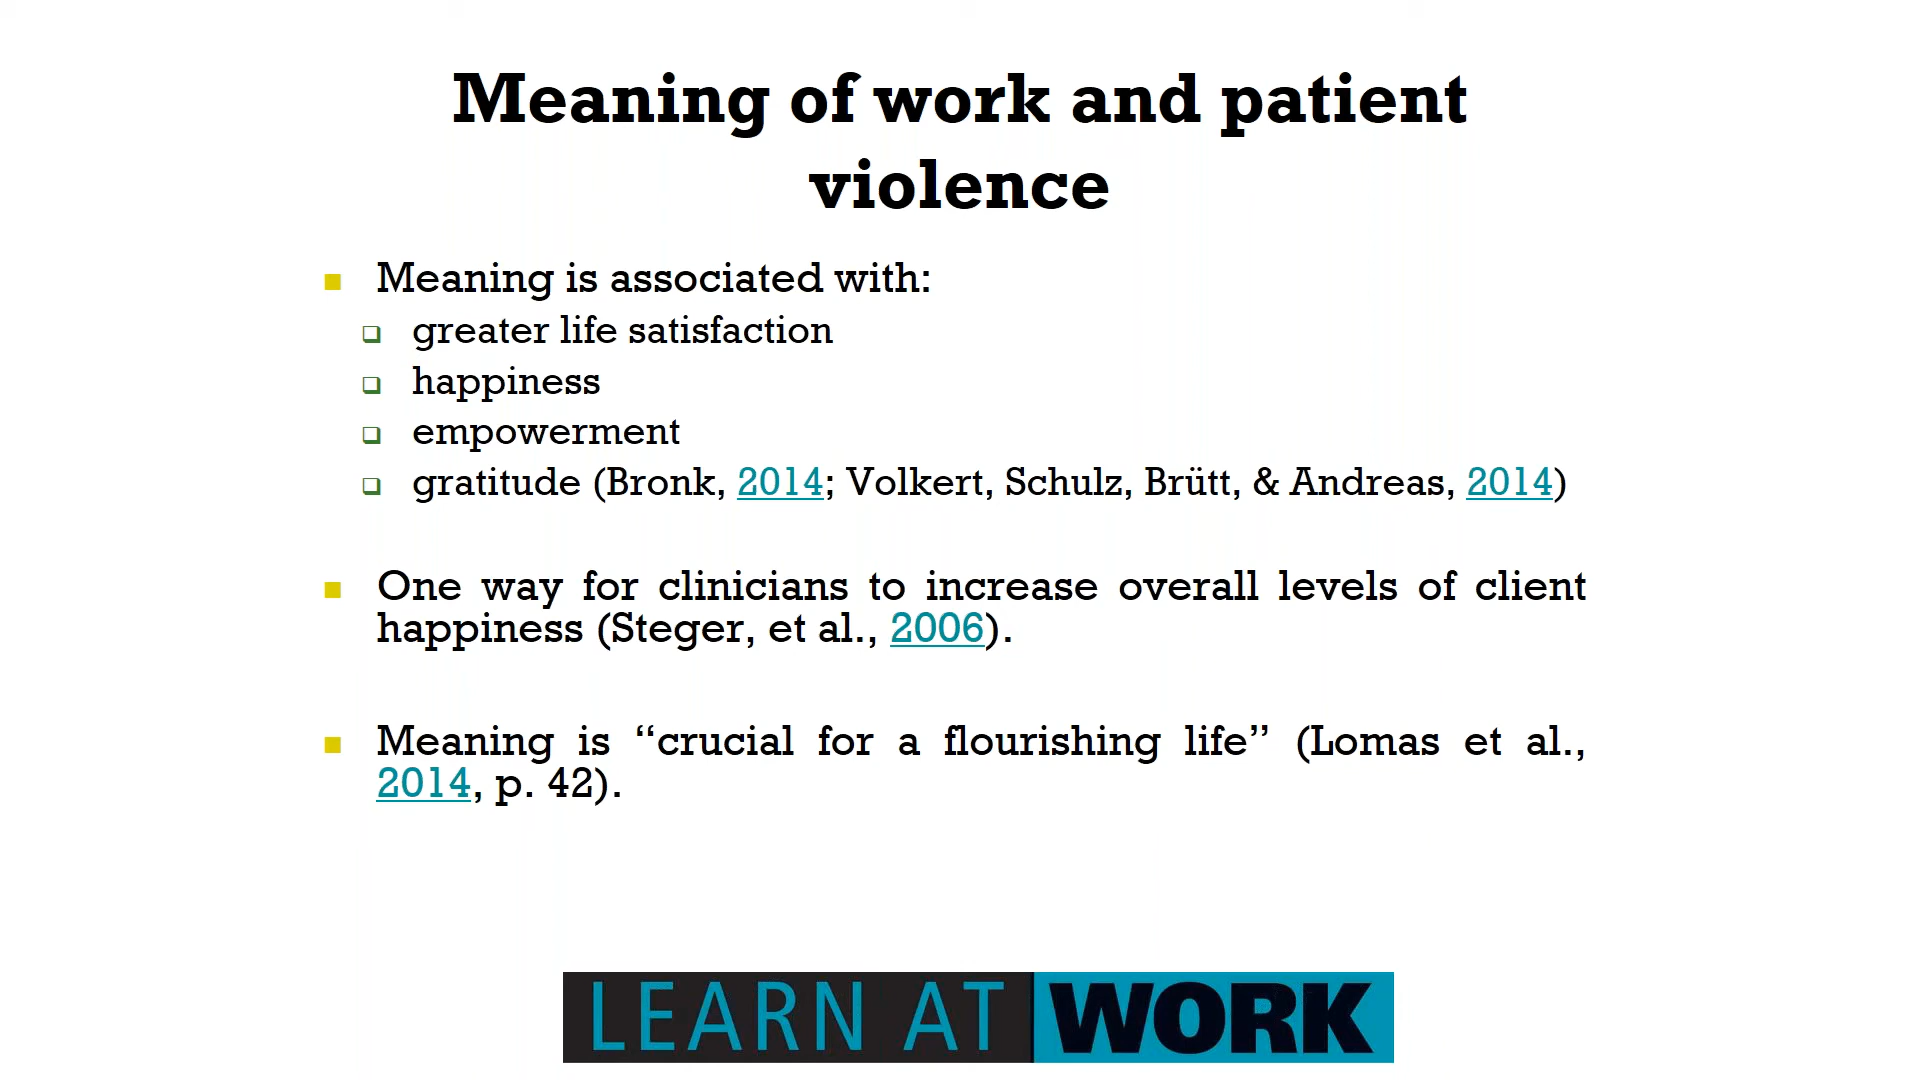 Meaning of work and patient
violence
Meaning is associated with:
greater life satisfaction
happiness
empowerment
gratitude (Bronk, 2014; Volkert, Schulz, Brütt, & Andreas, 2014)
One way for clinicians to increase overall levels of client
happiness (Steger, et al., 2006).
Meaning is “crucial for a flourishing life” (Lomas et al.,
2014, p. 42).
LEARN AT WORK